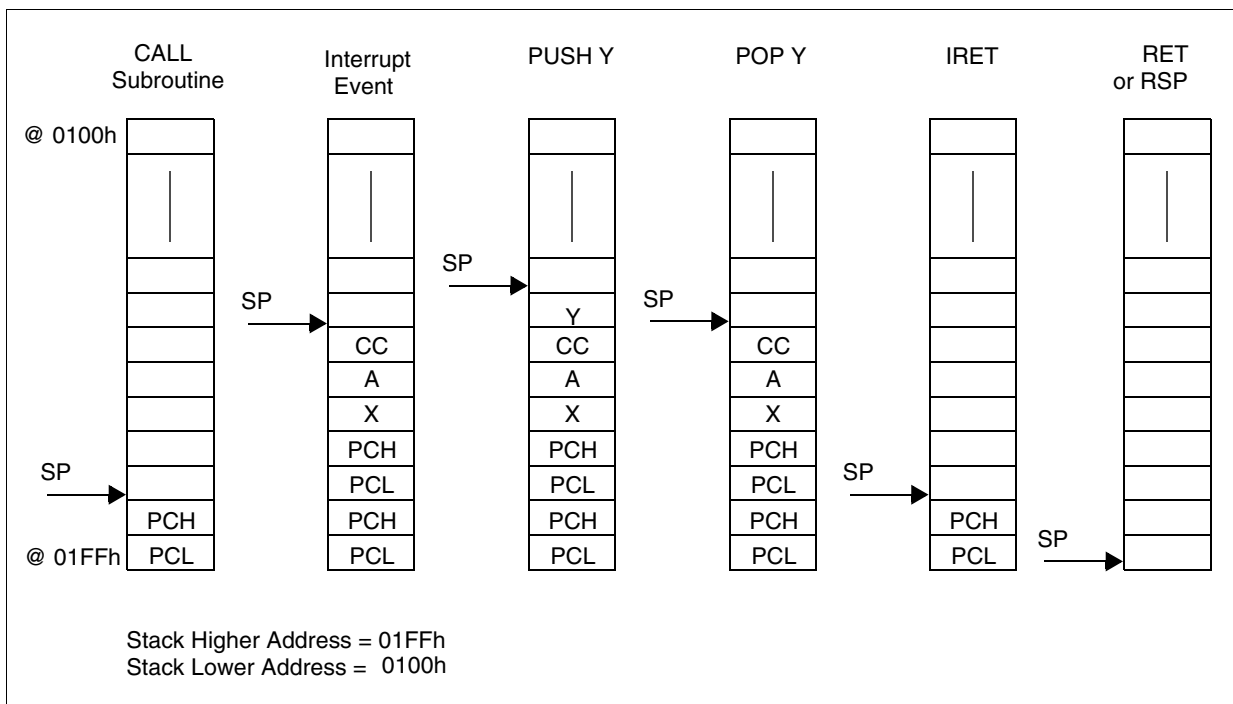 CALL
Subroutine
Interrupt
Event
PUSH Y
POP Y
IRET
RET
or RSP
@ 0100h
SP
SP
SP
Y
CC
CC
CC
A
A
A
X
X
X
PCH
PCH
PCH
SP
PCL
PCL
PCL
SP
PCH
PCH
PCH
PCH
PCH
SP
@ 01FFh
PCL
PCL
PCL
PCL
PCL
Stack Higher Address = 01FFh
Stack Lower Address = 0100h